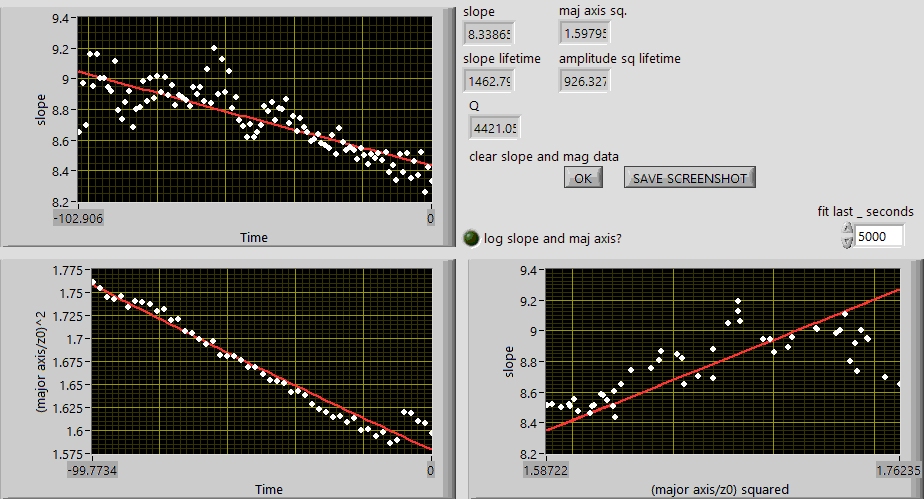 9.4
9.2
9
8.8
8.6
8.4
8.2
slope
-102.906
0
Time
slope
maj axis sq.
8.3386
1.5979
slope lifetime
amplitude sq lifetime
1462.79
926.327
Q
4421.05
clear slope and mag data
OK
SAVE SCREENSHOT
fit last _ seconds
log slope and maj axis?
5000
1.775
1.75
1.725
1.7
1.675
1.65
1.625
1.6
1.575
(major axis/z0)^2
-99.7734
0
Time
9.4
9.2
9
8.8
8.6
8.4
8.2
slope
1.58722
1.76235
(major axis/z0) squared